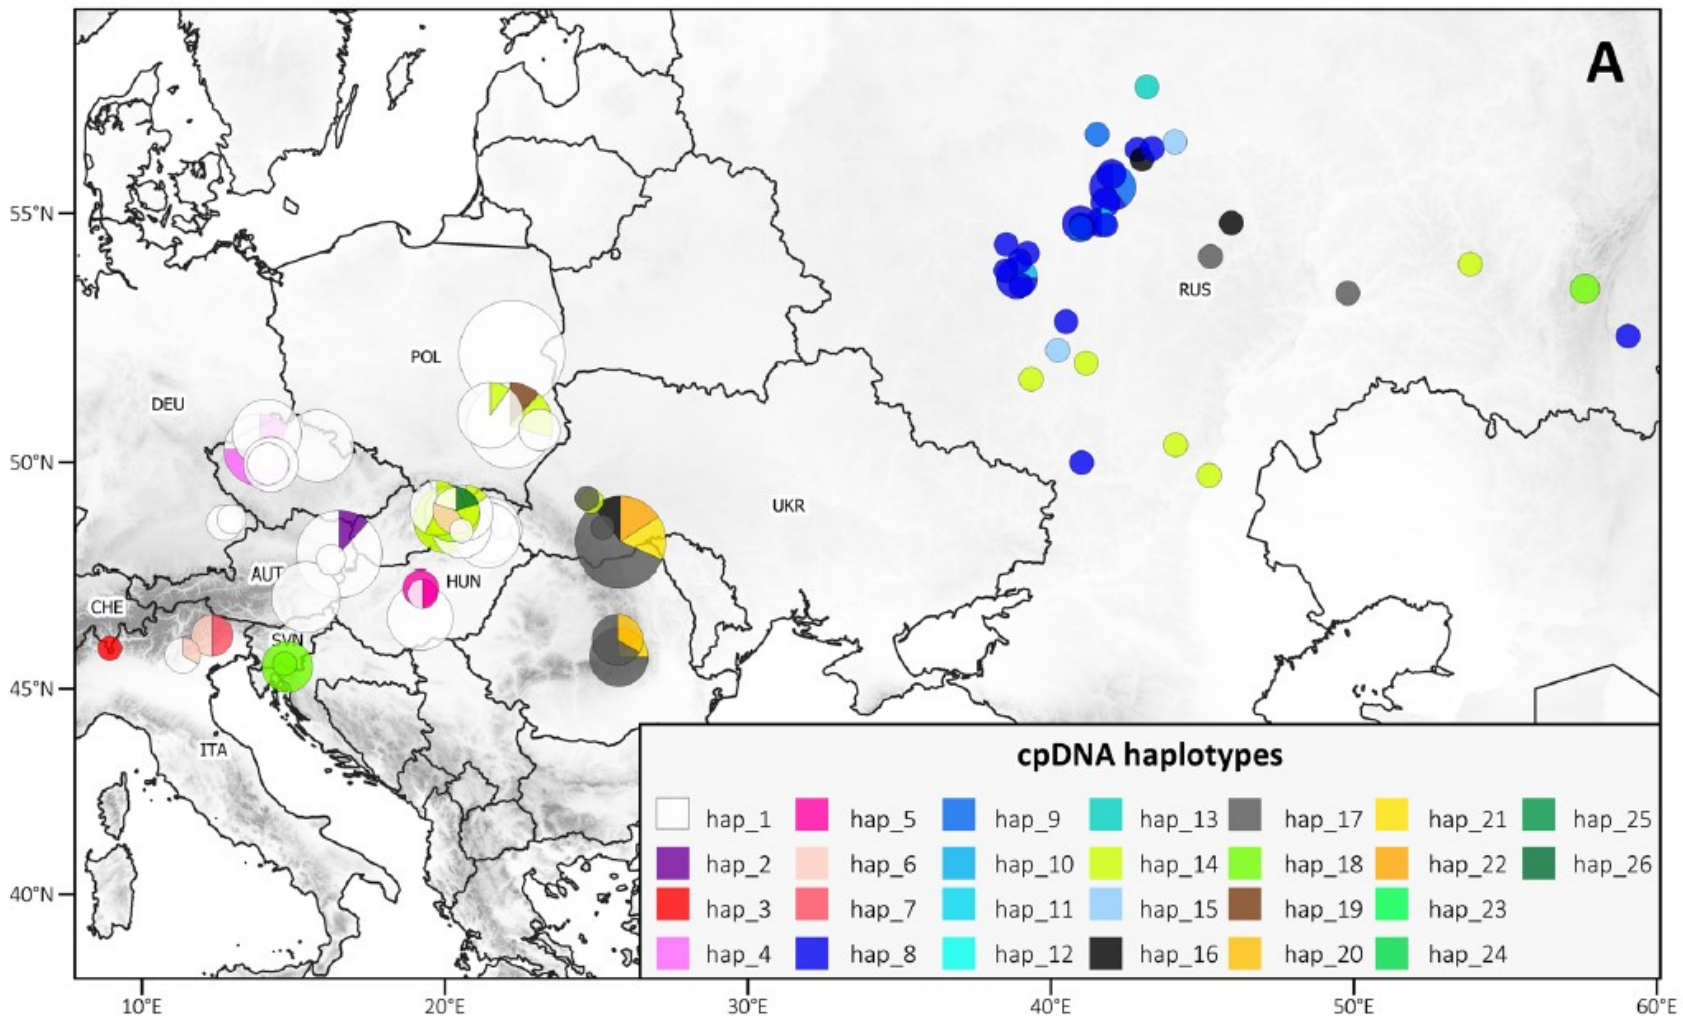 A
55°N
RUS
POL
DEU
50°N
UKR
AUT
HUN
CHE
SVN
45°N
ITA
cpDNA haplotypes
hap_1 hap_5 hap_9 hap_13 hap_17 hap_21 hap_25
hap_2 hap_6 hap_10 hap_14 hap_18 hap_22 hap_26
40°N
hap_3 hap_7 hap_11 hap_15 hap_19 hap_23
hap_4 hap_8 hap_12 hap_16 hap_20 hap_24
10°E 20°E 30°E 40°E 50°E 60°E